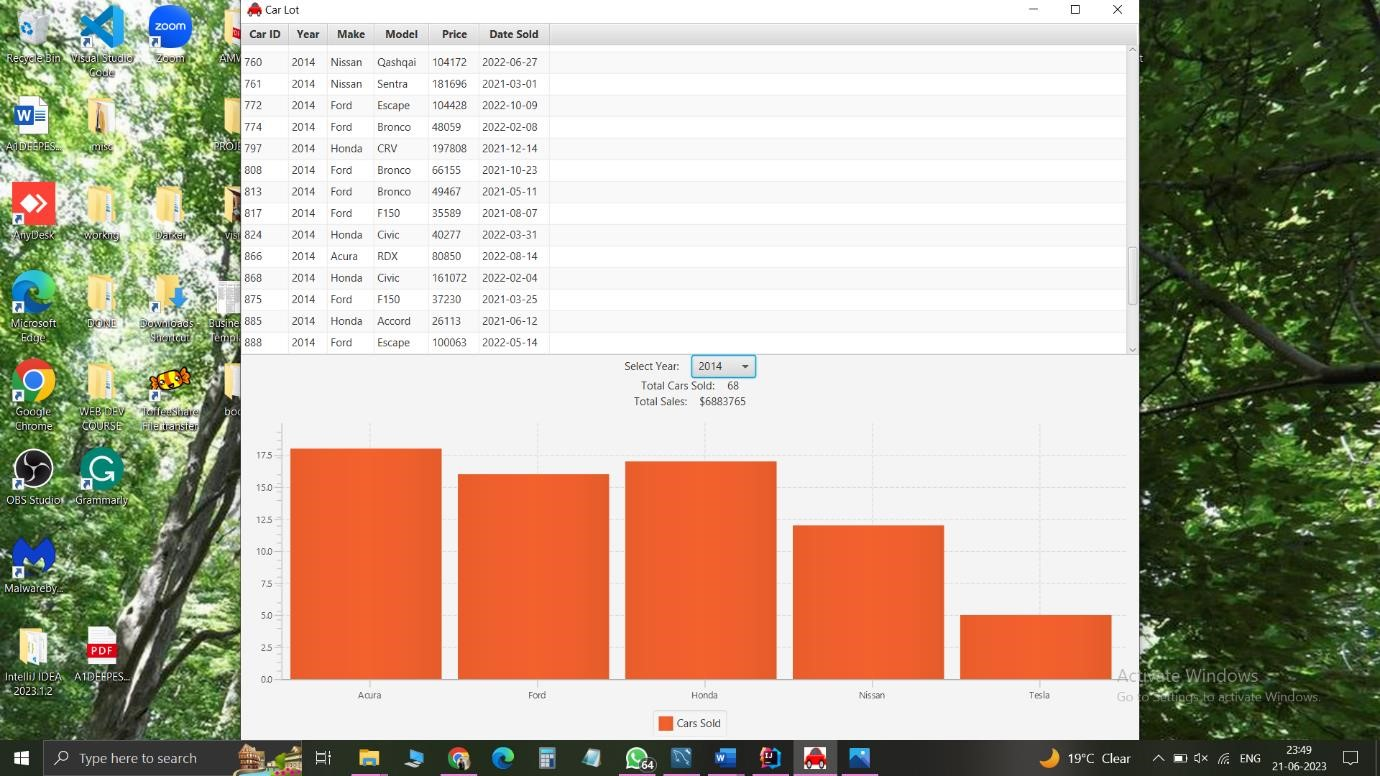 Car Lot
Car ID Year Make Model Price Date Sold
760 2014 Nissan Qashqai 104172 2022-06-27
761 2014 Nissan Sentra 181696 2021-03-01
772 2014 Ford Escape 104428 2022-10-09
774 2014 Ford Bronco 48059 2022-02-08
797 2014 Honda CRV 197808 2021-12-14
808 2014 Ford Bronco 66155 2021-10-23
813 2014 Ford Bronco 49467 2021-05-11
817 2014 Ford F150 35589 2021-08-07
824 2014 Honda Civic 40277 2022-03-31
866 2014 Acura RDX 80850 2022-08-14
868 2014 Honda Civic 161072 2022-02-04
875 2014 Ford F150 37230 2021-03-25
885 2014 Honda Accord 26113 2021-06-12
888 2014 Ford Escape 100063 2022-05-14
Select Year: 2014
Total Cars Sold: 68
Total Sales: $6883765
17.5
15.0
12.5
10.0
7.5
5.0
2.5
0.0
Acura Ford Honda Nissan Tesla
Cars Sold
zoom
Recycle Bin
Visual Studio
Code
Zoom
A1DEEPES...
misc
AnyDesk
workng
Darker
Microsoft
Edge
DONE
Downloads -
Shortcut
Google
Chrome
WEB DEV
COURSE
ToffeeShare
File transfer
OBS Studio
Grammarly
Malwareby...
IntelliJ IDEA
2023.1.2
PDF
A1DEEPES...
Activate Windows
Go to Settings to activate Windows.
Type here to search
64
19°C Clear
ENG
23:49
21-06-2023